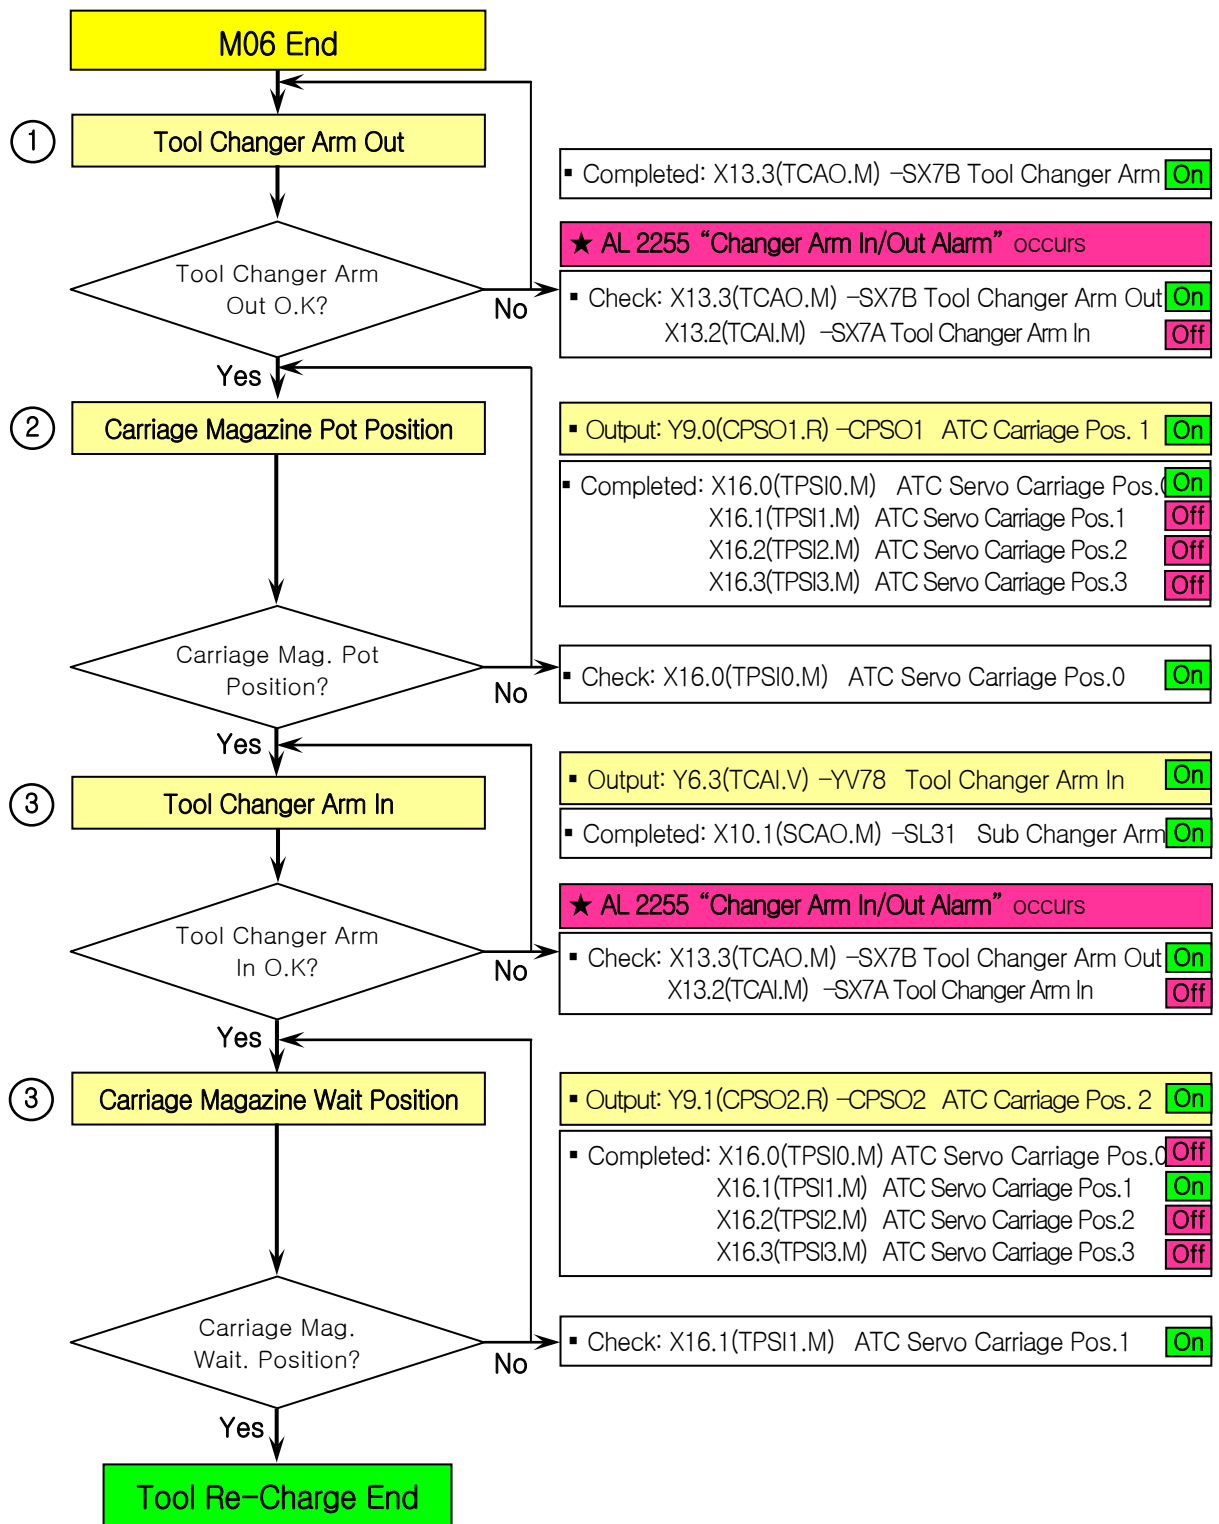 M06 End
1
Tool Changer Arm Out
▪ Completed: X13.3(TCAO.M) -SX7B Tool Changer Arm On
★ AL 2255 “Changer Arm In/Out Alarm” occurs
Tool Changer Arm
Out O.K?
No
▪ Check: X13.3(TCAO.M) -SX7B Tool Changer Arm Out On
X13.2(TCAI.M) -SX7A Tool Changer Arm In Off
Yes
2
Carriage Magazine Pot Position
▪ Output: Y9.0(CPSO1.R) -CPSO1 ATC Carriage Pos. 1 On
▪ Completed: X16.0(TPSI0.M) ATC Servo Carriage Pos.0 On
X16.1(TPSI1.M) ATC Servo Carriage Pos.1 Off
X16.2(TPSI2.M) ATC Servo Carriage Pos.2 Off
X16.3(TPSI3.M) ATC Servo Carriage Pos.3 Off
Carriage Mag. Pot
Position?
No
▪ Check: X16.0(TPSI0.M) ATC Servo Carriage Pos.0 On
Yes
3
Tool Changer Arm In
▪ Output: Y6.3(TCAI.V) -YV78 Tool Changer Arm In On
▪ Completed: X10.1(SCAO.M) -SL31 Sub Changer Arm On
★ AL 2255 “Changer Arm In/Out Alarm” occurs
Tool Changer Arm
In O.K?
No
▪ Check: X13.3(TCAO.M) -SX7B Tool Changer Arm Out On
X13.2(TCAI.M) -SX7A Tool Changer Arm In Off
Yes
3
Carriage Magazine Wait Position
▪ Output: Y9.1(CPSO2.R) -CPSO2 ATC Carriage Pos. 2 On
▪ Completed: X16.0(TPSI0.M) ATC Servo Carriage Pos.0 Off
X16.1(TPSI1.M) ATC Servo Carriage Pos.1 On
X16.2(TPSI2.M) ATC Servo Carriage Pos.2 Off
X16.3(TPSI3.M) ATC Servo Carriage Pos.3 Off
Carriage Mag.
Wait. Position?
No
▪ Check: X16.1(TPSI1.M) ATC Servo Carriage Pos.1 On
Yes
Tool Re-Charge End